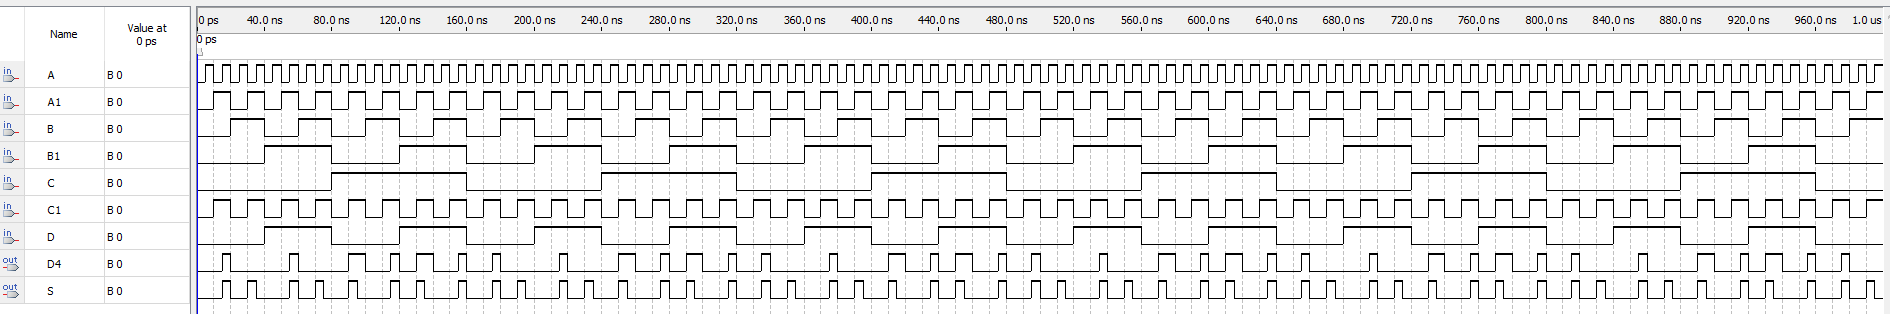 Name
Value at
0 ps
0 ps 40.0 ns 80.0 ns 120.0 ns 160.0 ns 200.0 ns 240.0 ns 280.0 ns 320.0 ns 360.0 ns 400.0 ns 440.0 ns 480.0 ns 520.0 ns 560.0 ns 600.0 ns 640.0 ns 680.0 ns 720.0 ns 760.0 ns 800.0 ns 840.0 ns 880.0 ns 920.0 ns 960.0 ns 1.0 us
0 ps
in A B 0
in A1 B 0
in B B 0
in B1 B 0
in C B 0
in C1 B 0
in D B 0
out D4 B 0
out S B 0